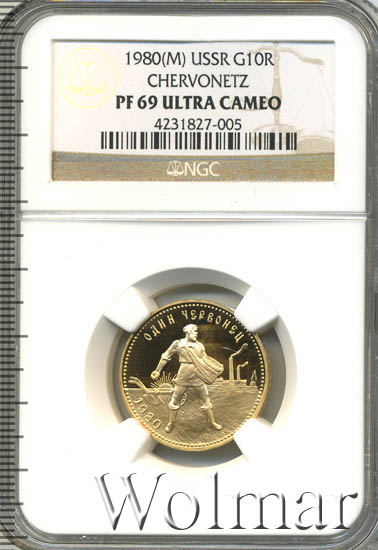 1980(M) USSR G10R
CHERVONETZ
PF 69 ULTRA CAMEO
4231827-005
NGC
ОДИН ЧЕРВОНЕЦ
1980
Wolmar